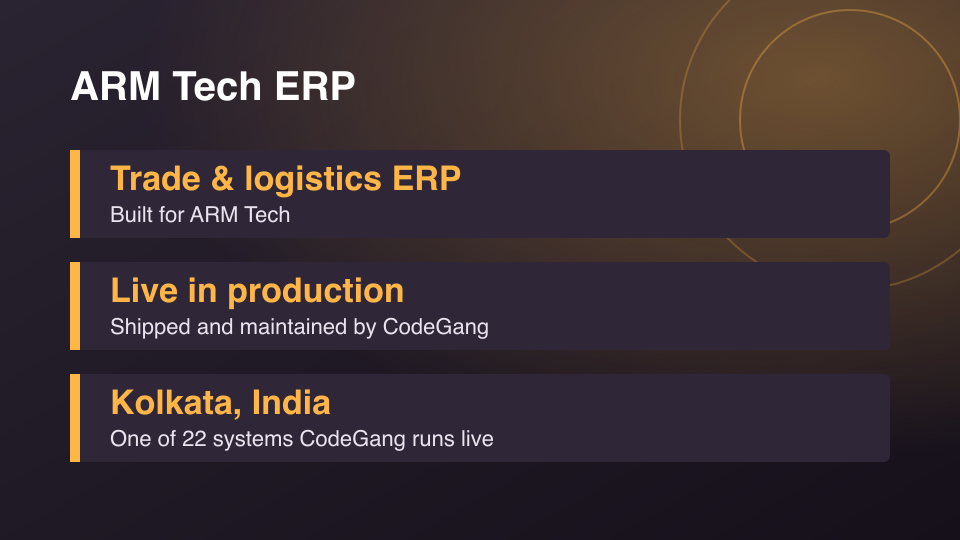 ARM Tech ERP
Trade & logistics ERP
Built for ARM Tech
Live in production
Shipped and maintained by CodeGang
Kolkata, India
One of 22 systems CodeGang runs live